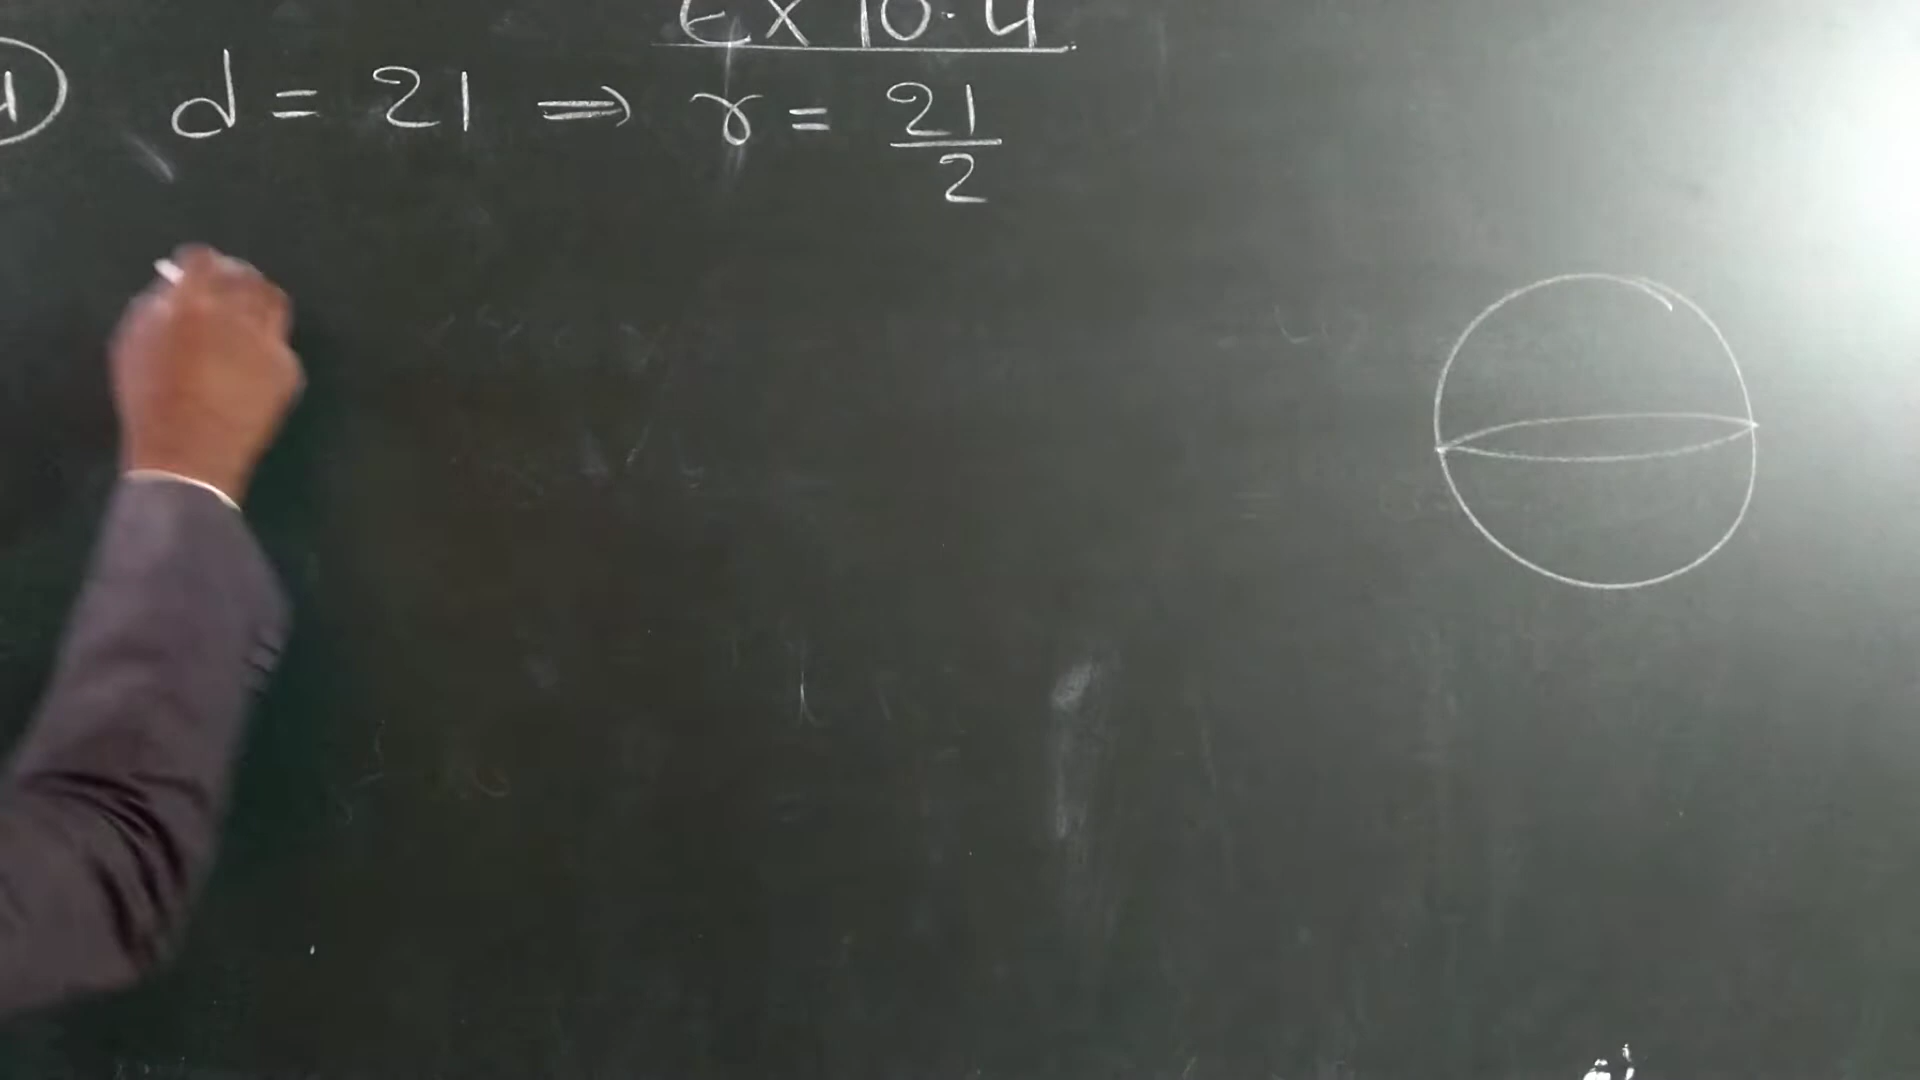 Ex 10.4
d = 21 ⟹ r = 21/2